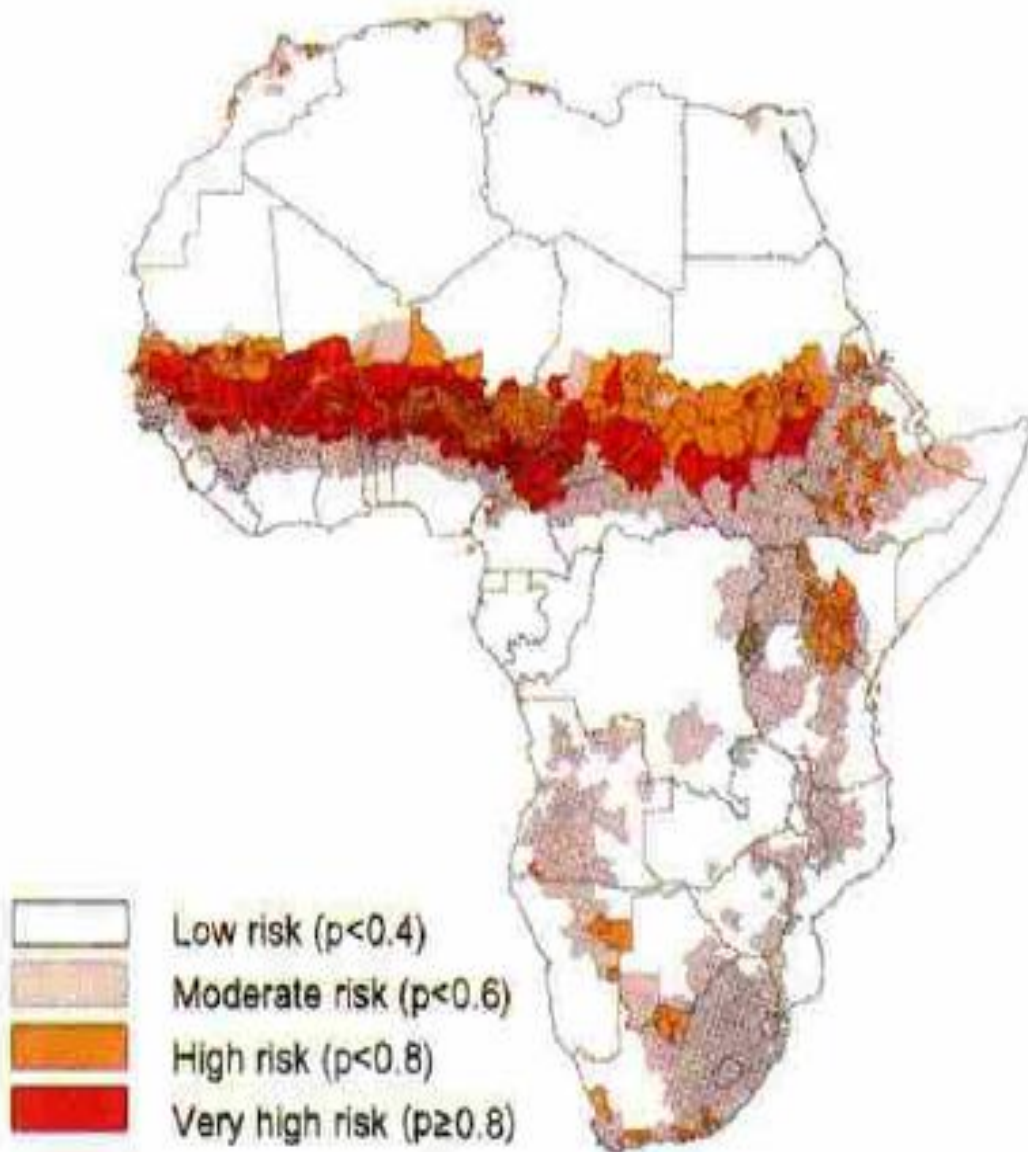 Low risk (p<0.4)
Moderate risk (p<0.6)
High risk (p<0.8)
Very high risk (p≥0.8)